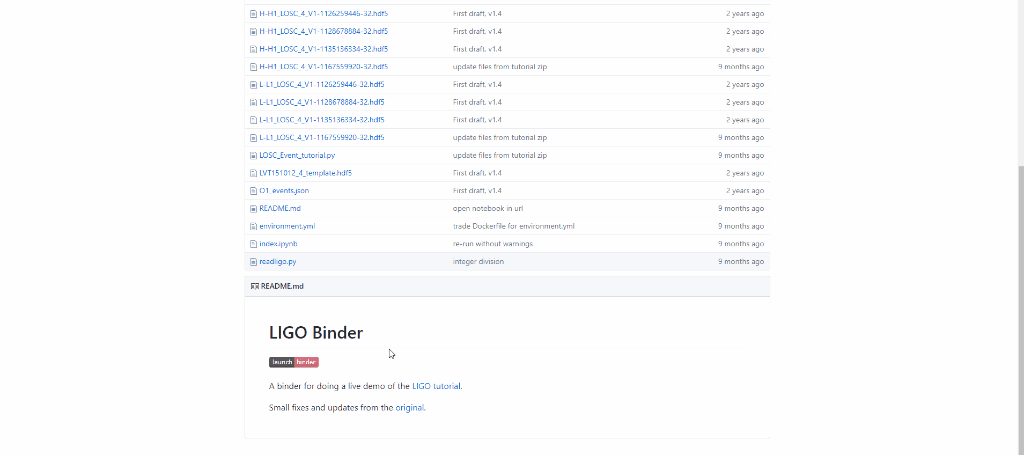 H-H1_LOSC_4_V1-1126259446-32.hdf5 First draft, v1.4 2 years ago
H-H1_LOSC_4_V1-1128678884-32.hdf5 First draft, v1.4 2 years ago
H-H1_LOSC_4_V1-1135136334-32.hdf5 First draft, v1.4 2 years ago
H-H1_LOSC_4_V1-1167559920-32.hdf5 update files from tutorial zip 9 months ago
L-L1_LOSC_4_V1-1126259446-32.hdf5 First draft, v1.4 2 years ago
L-L1_LOSC_4_V1-1128678884-32.hdf5 First draft, v1.4 2 years ago
L-L1_LOSC_4_V1-1135136334-32.hdf5 First draft, v1.4 2 years ago
L-L1_LOSC_4_V1-1167559920-32.hdf5 update files from tutorial zip 9 months ago
LOSC_Event_tutorial.py update files from tutorial zip 9 months ago
LVT151012_4_template.hdf5 First draft, v1.4 2 years ago
O1_events.json First draft, v1.4 2 years ago
README.md open notebook in url 9 months ago
environment.yml trade Dockerfile for environment.yml 9 months ago
index.ipynb re-run without warnings 9 months ago
readligo.py integer division 9 months ago
README.md
LIGO Binder
launch binder
A binder for doing a live demo of the LIGO tutorial.
Small fixes and updates from the original.